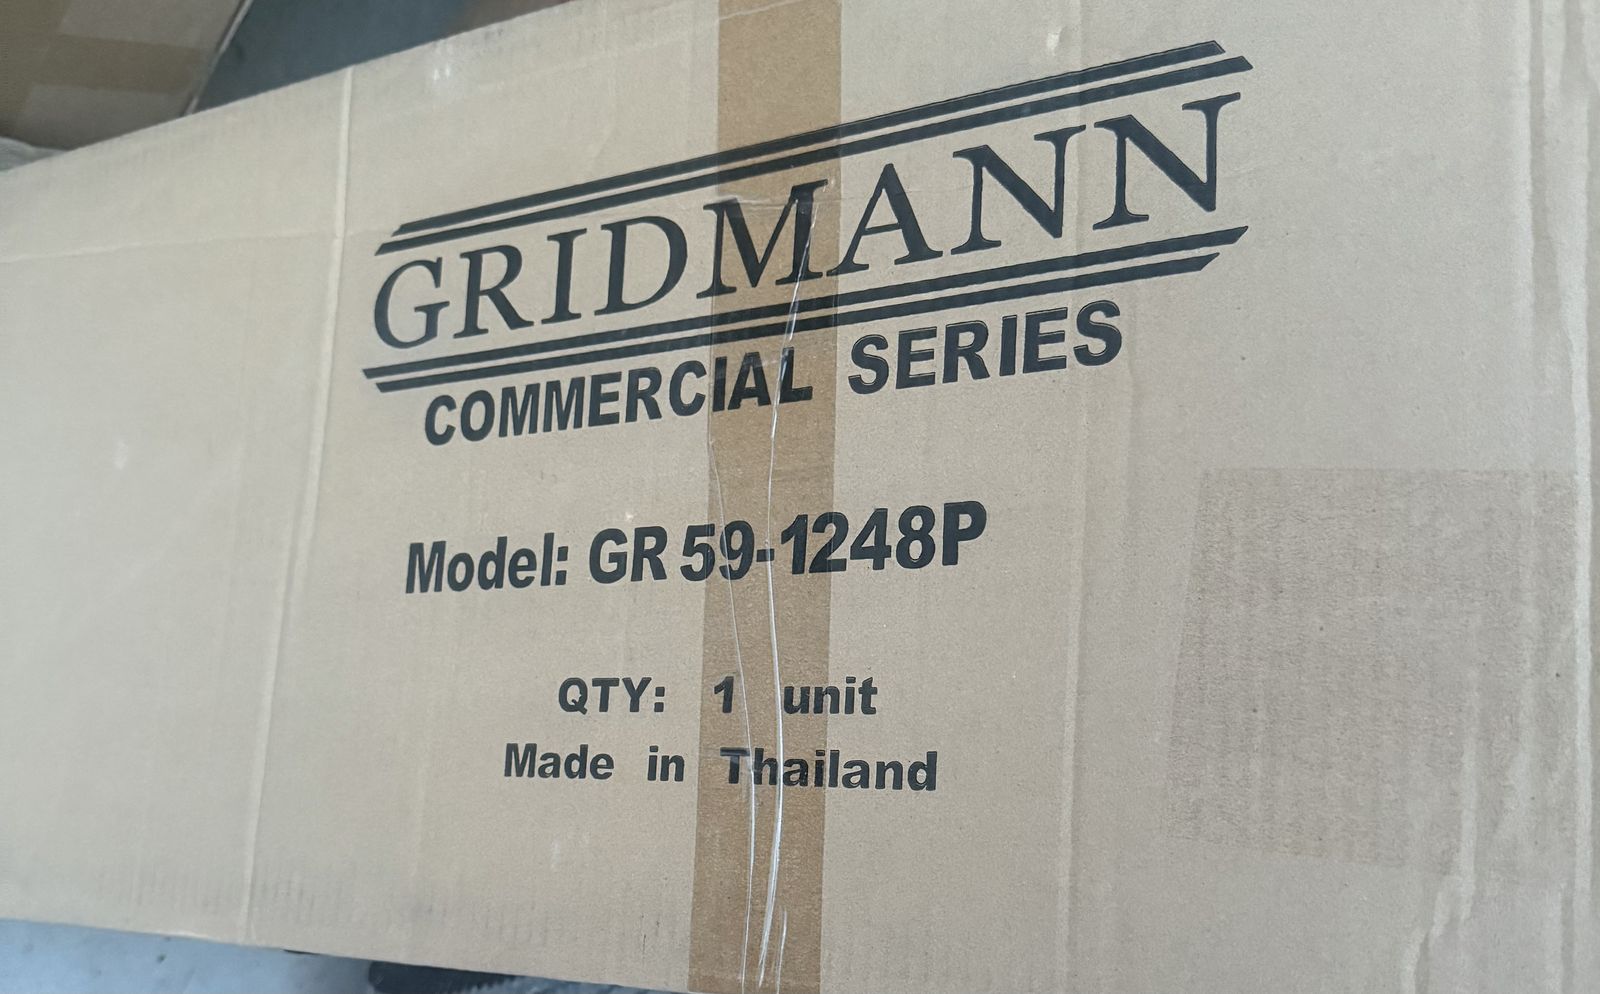 GRIDMANN
COMMERCIAL SERIES
Model: GR 59-1248P
QTY: 1 unit
Made in Thailand